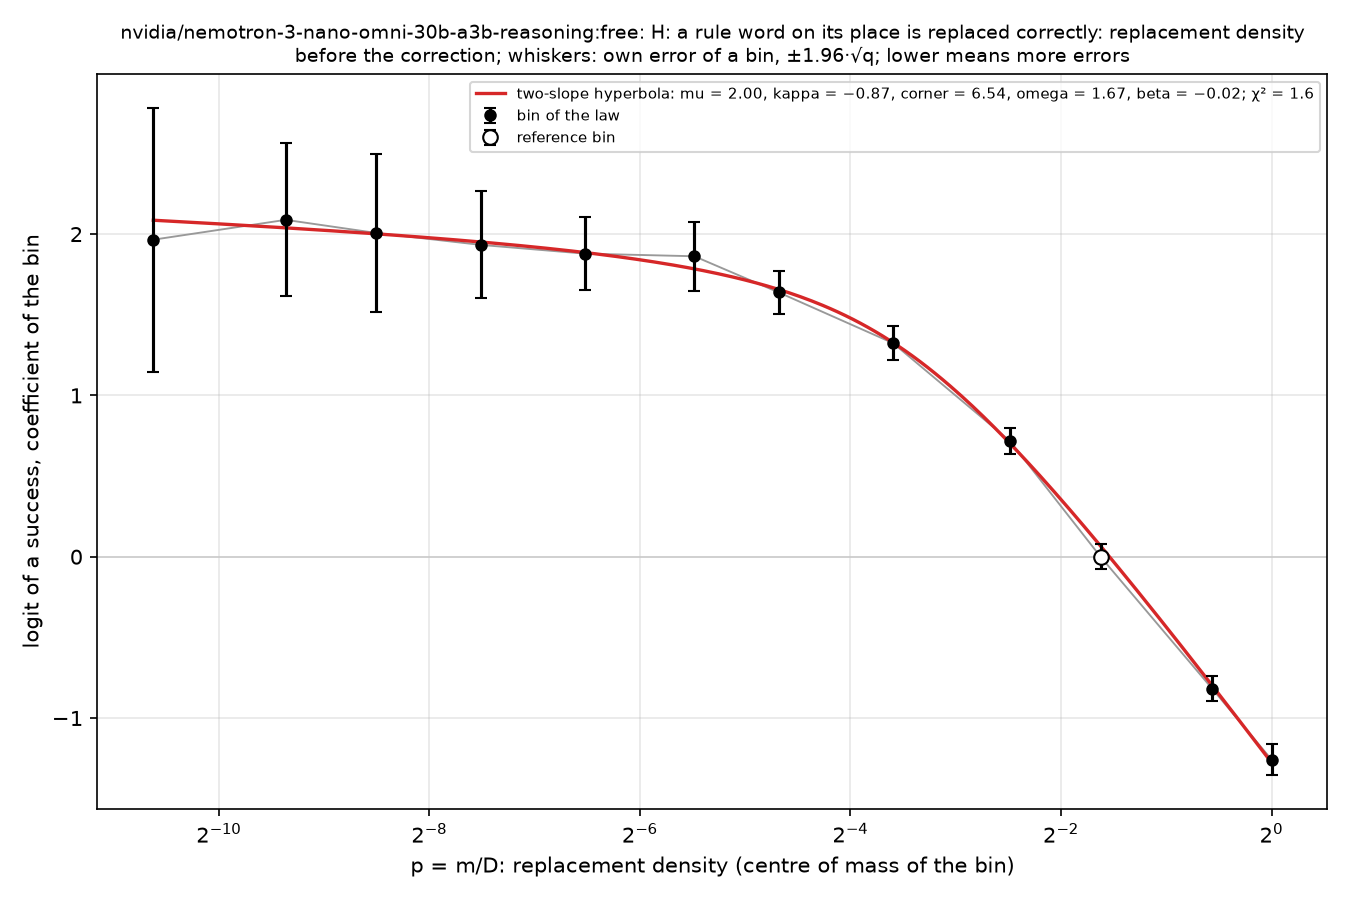 nvidia/nemotron-3-nano-omni-30b-a3b-reasoning:free: H: a rule word on its place is replaced correctly: replacement density
before the correction; whiskers: own error of a bin, ±1.96·√q; lower means more errors
two-slope hyperbola: mu = 2.00, kappa = −0.87, corner = 6.54, omega = 1.67, beta = −0.02; χ² = 1.6
bin of the law
reference bin
logit of a success, coefficient of the bin
2
1
0
−1
2⁻¹⁰ 2⁻⁸ 2⁻⁶ 2⁻⁴ 2⁻² 2⁰
p = m/D: replacement density (centre of mass of the bin)